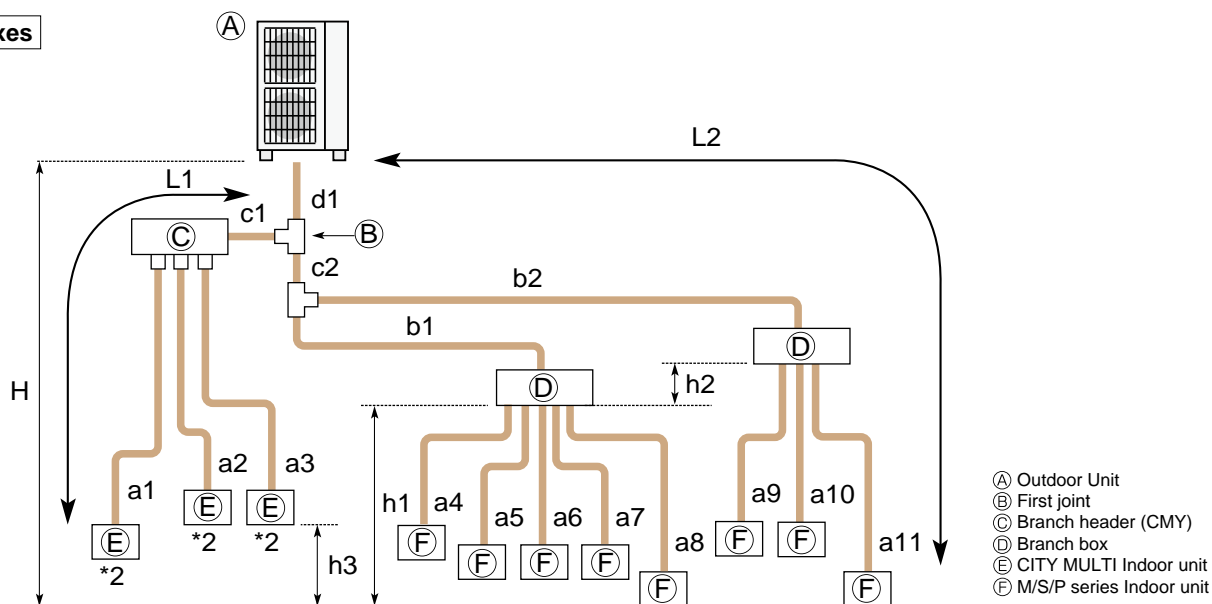 xes
Ⓐ
L2
L1
d1
c1
Ⓒ
Ⓑ
c2
b2
b1
Ⓓ
Ⓓ
h2
H
a1
a2
a3
h1
a4
a5
a6
a7
a8
a9
a10
a11
Ⓔ
Ⓔ
Ⓔ
*2
*2
*2
h3
Ⓕ
Ⓕ
Ⓕ
Ⓕ
Ⓕ
Ⓕ
Ⓕ
Ⓕ
Ⓐ Outdoor Unit
Ⓑ First joint
Ⓒ Branch header (CMY)
Ⓓ Branch box
Ⓔ CITY MULTI Indoor unit
Ⓕ M/S/P series Indoor unit